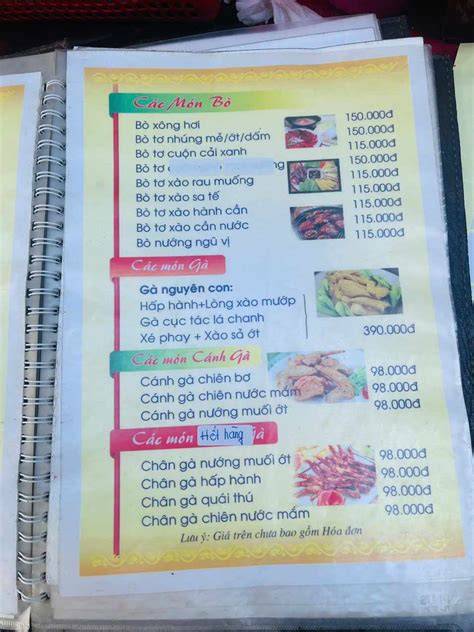 Các Món Bò
Bò xông hơi 150.000đ
Bò tơ nhúng mẻ/ớt/dấm 150.000đ
Bò tơ cuộn cải xanh 115.000đ
Bò tơ 150.000đ
Bò tơ xào rau muống 115.000đ
Bò tơ xào sa tế 115.000đ
Bò tơ xào hành cần 115.000đ
Bò tơ xào cần nước 115.000đ
Bò nướng ngũ vị 115.000đ
Các món Gà
Gà nguyên con:
Hấp hành+Lòng xào mướp
Gà cục tác lá chanh
Xé phay + Xào sả ớt 390.000đ
Các món Cánh Gà
Cánh gà chiên bơ 98.000đ
Cánh gà chiên nước mắm 98.000đ
Cánh gà nướng muối ớt 98.000đ
Các món Hết hàng gà
Chân gà nướng muối ớt 98.000đ
Chân gà hấp hành 98.000đ
Chân gà quái thú 98.000đ
Chân gà chiên nước mắm 98.000đ
Lưu ý: Giá trên chưa bao gồm Hóa đơn